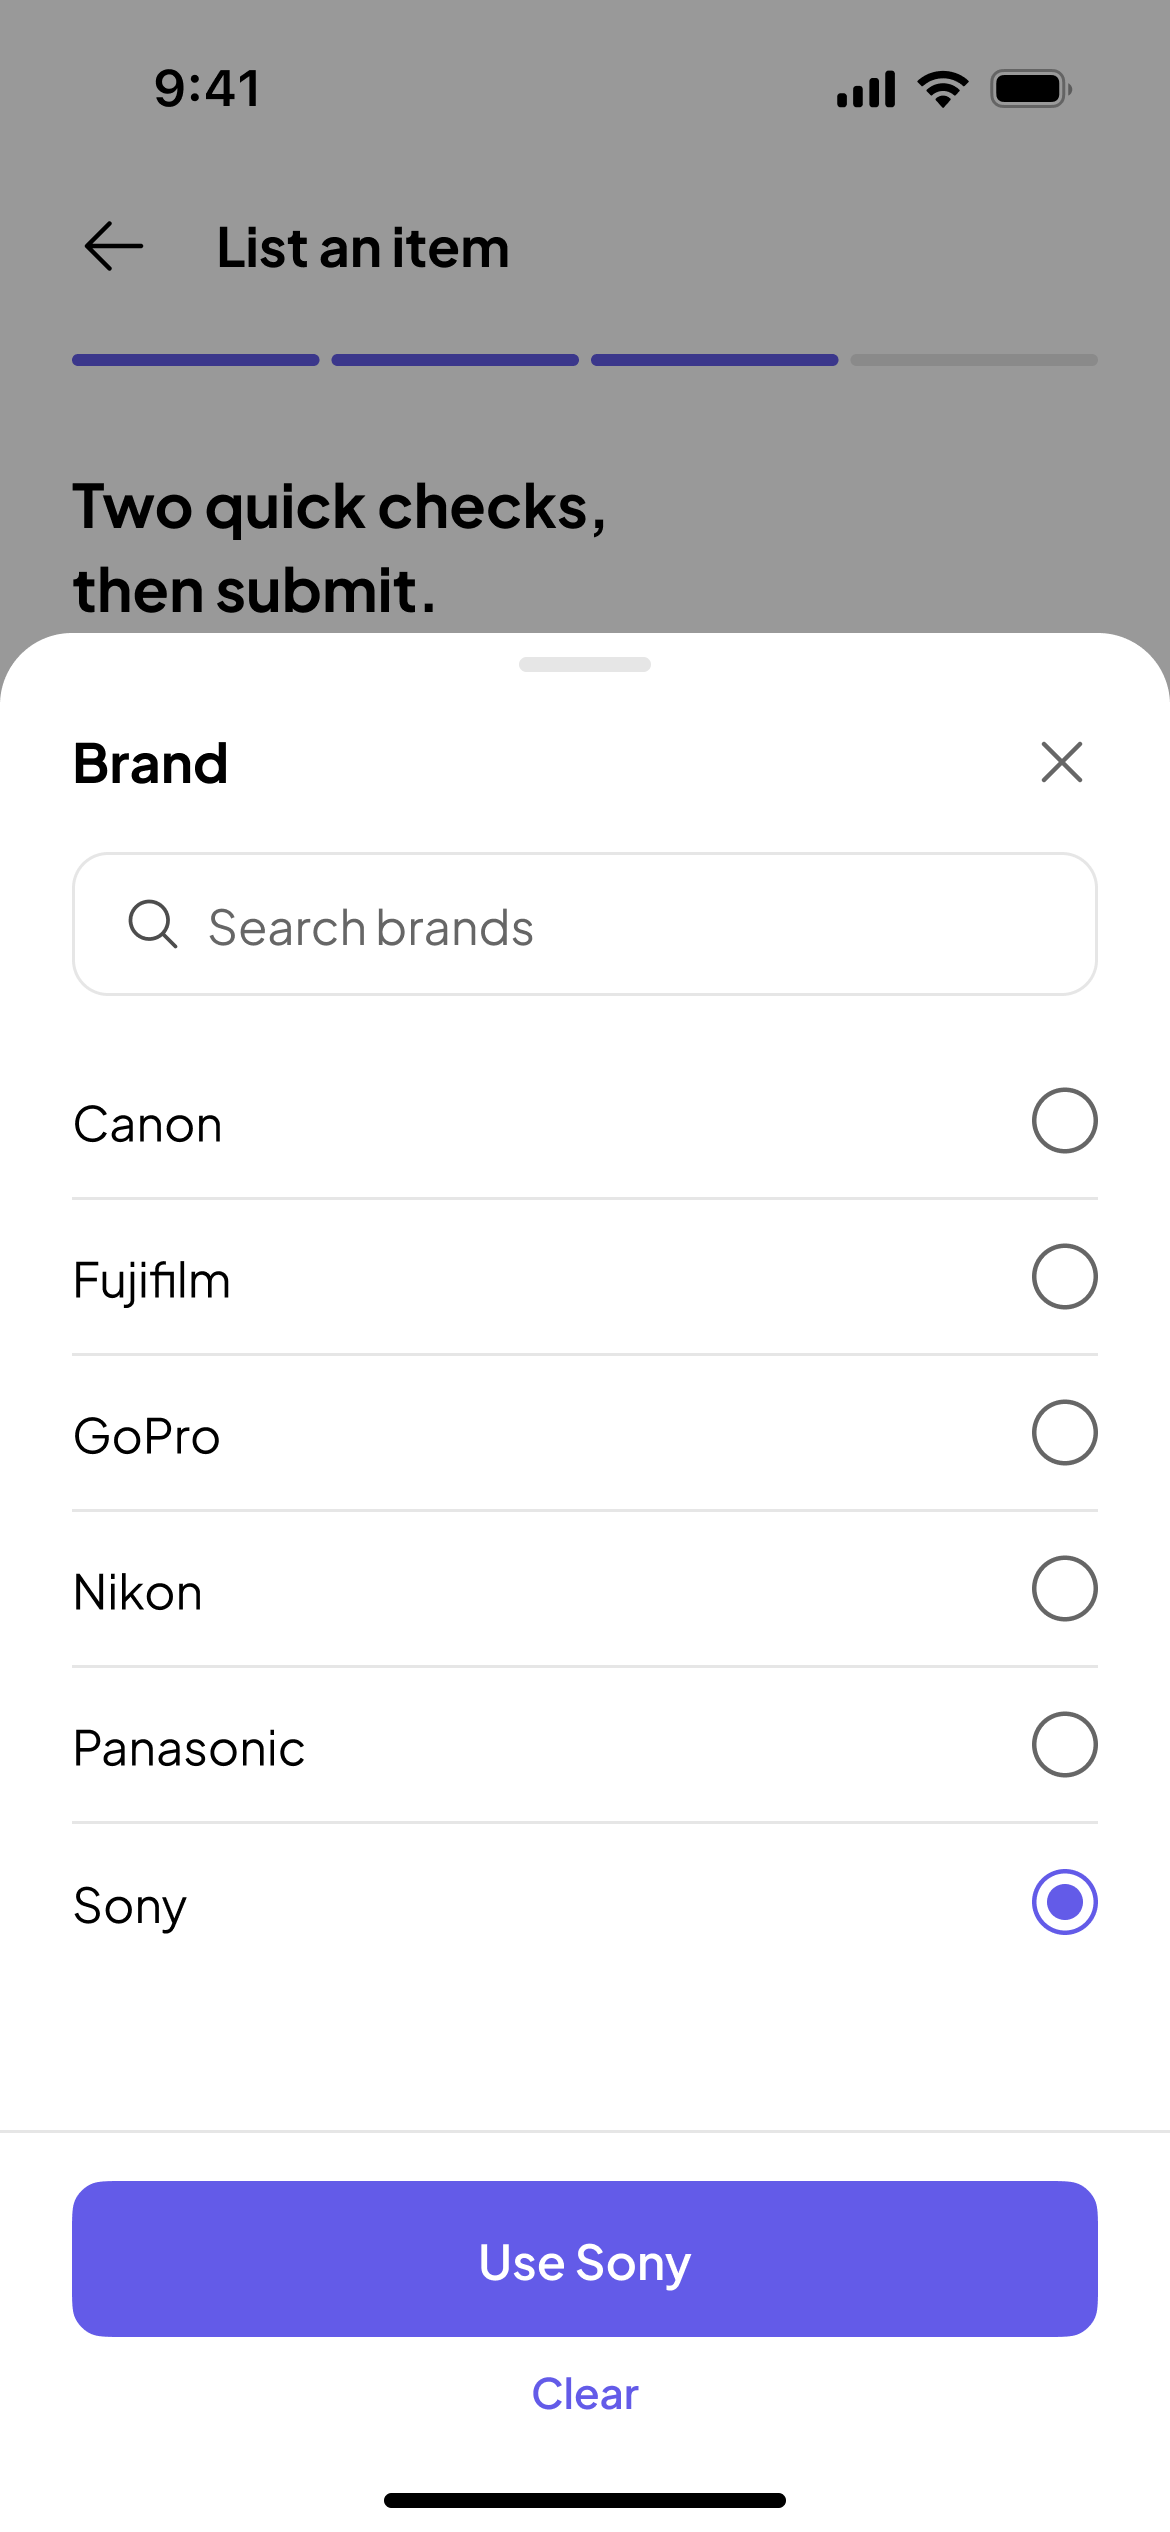 9:41
List an item
Two quick checks,
then submit.
Brand
Search brands
Canon
Fujifilm
GoPro
Nikon
Panasonic
Sony
Use Sony
Clear